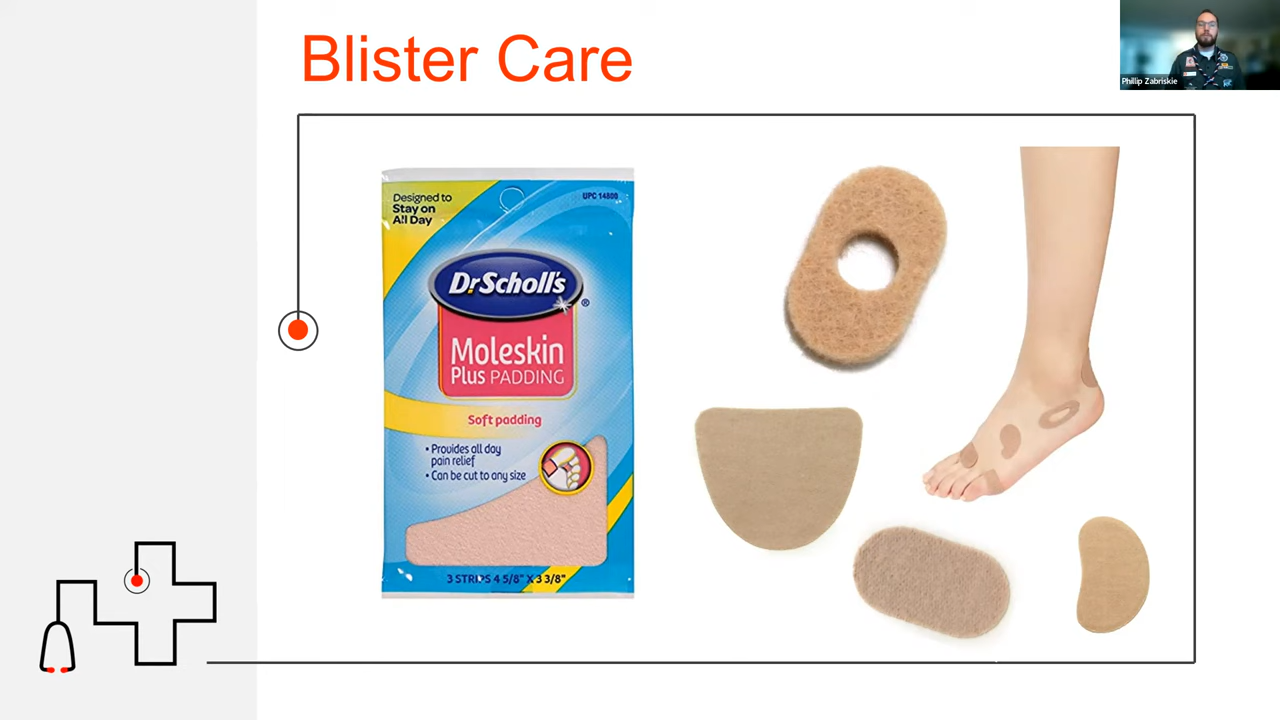 Blister Care
Phillip Zabriskie
Designed to
Stay on
All Day
UPC 14809
Dr. Scholl's®
Moleskin
Plus PADDING
Soft padding
• Provides all day
pain relief
• Can be cut to any size
3 STRIPS 4 5/8" X 3 3/8"